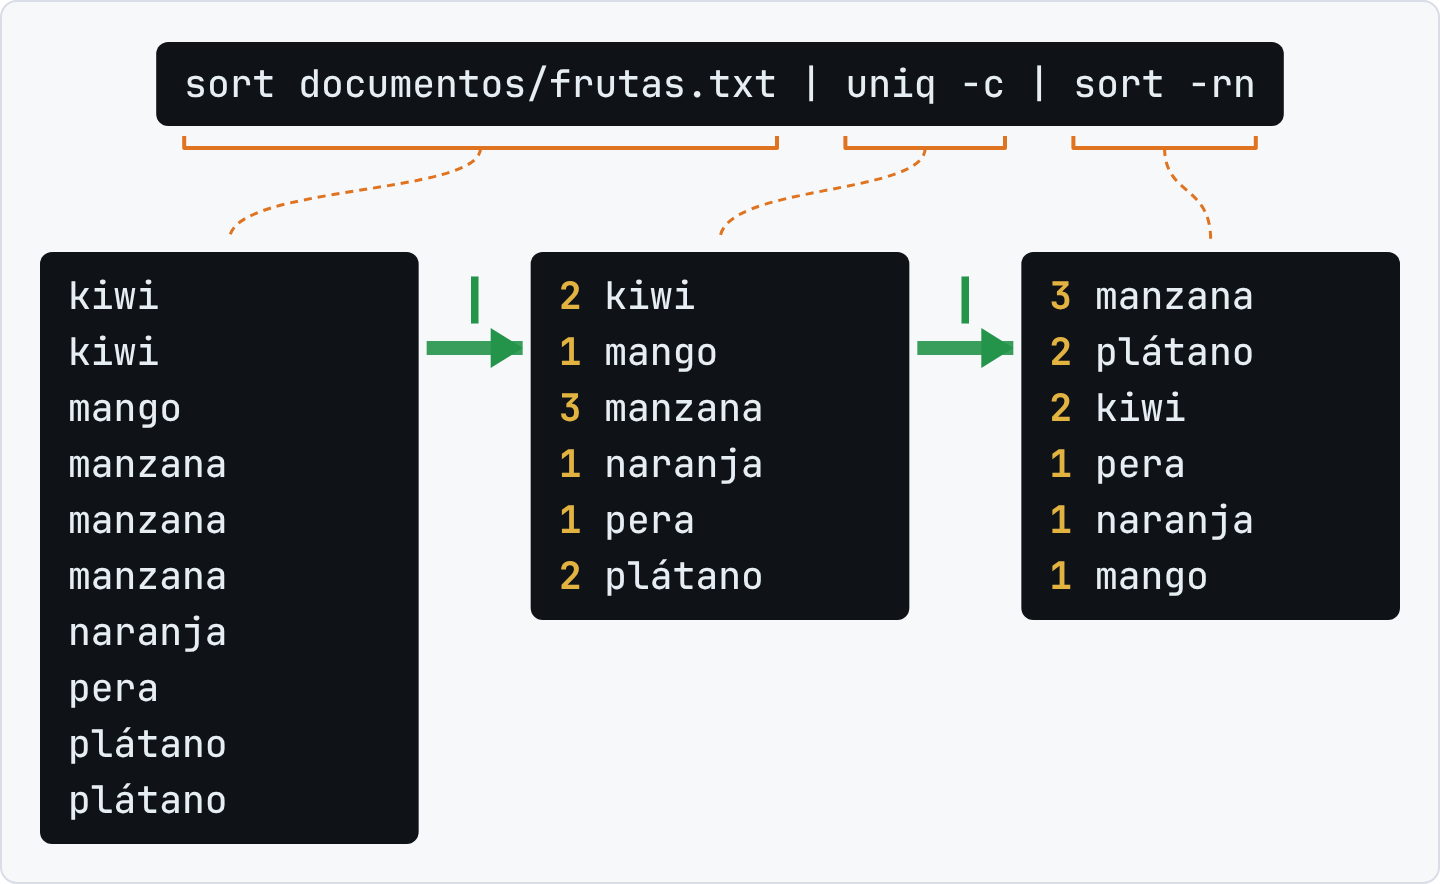 sort documentos/frutas.txt | uniq -c | sort -rn
kiwi
kiwi
mango
manzana
manzana
manzana
naranja
pera
plátano
plátano
|
2 kiwi
1 mango
3 manzana
1 naranja
1 pera
2 plátano
|
3 manzana
2 plátano
2 kiwi
1 pera
1 naranja
1 mango